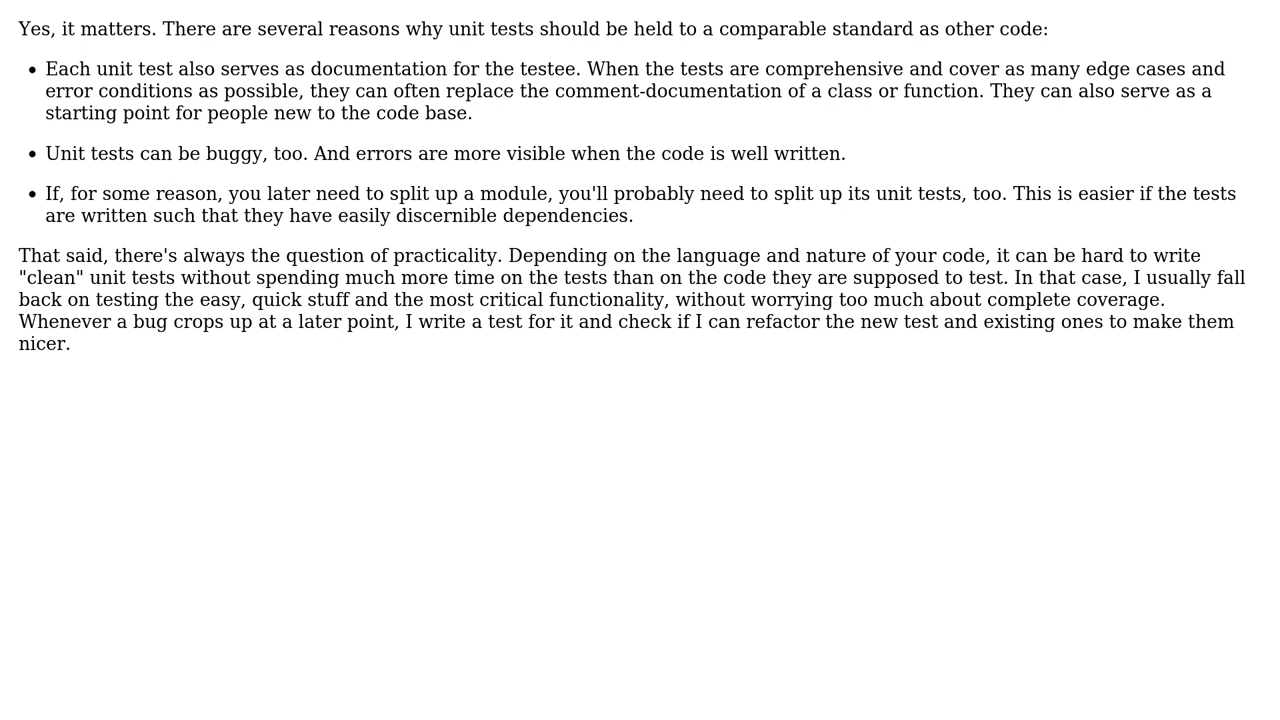 Yes, it matters. There are several reasons why unit tests should be held to a comparable standard as other code:
• Each unit test also serves as documentation for the testee. When the tests are comprehensive and cover as many edge cases and
error conditions as possible, they can often replace the comment-documentation of a class or function. They can also serve as a
starting point for people new to the code base.
• Unit tests can be buggy, too. And errors are more visible when the code is well written.
• If, for some reason, you later need to split up a module, you'll probably need to split up its unit tests, too. This is easier if the tests
are written such that they have easily discernible dependencies.
That said, there's always the question of practicality. Depending on the language and nature of your code, it can be hard to write
"clean" unit tests without spending much more time on the tests than on the code they are supposed to test. In that case, I usually fall
back on testing the easy, quick stuff and the most critical functionality, without worrying too much about complete coverage.
Whenever a bug crops up at a later point, I write a test for it and check if I can refactor the new test and existing ones to make them
nicer.